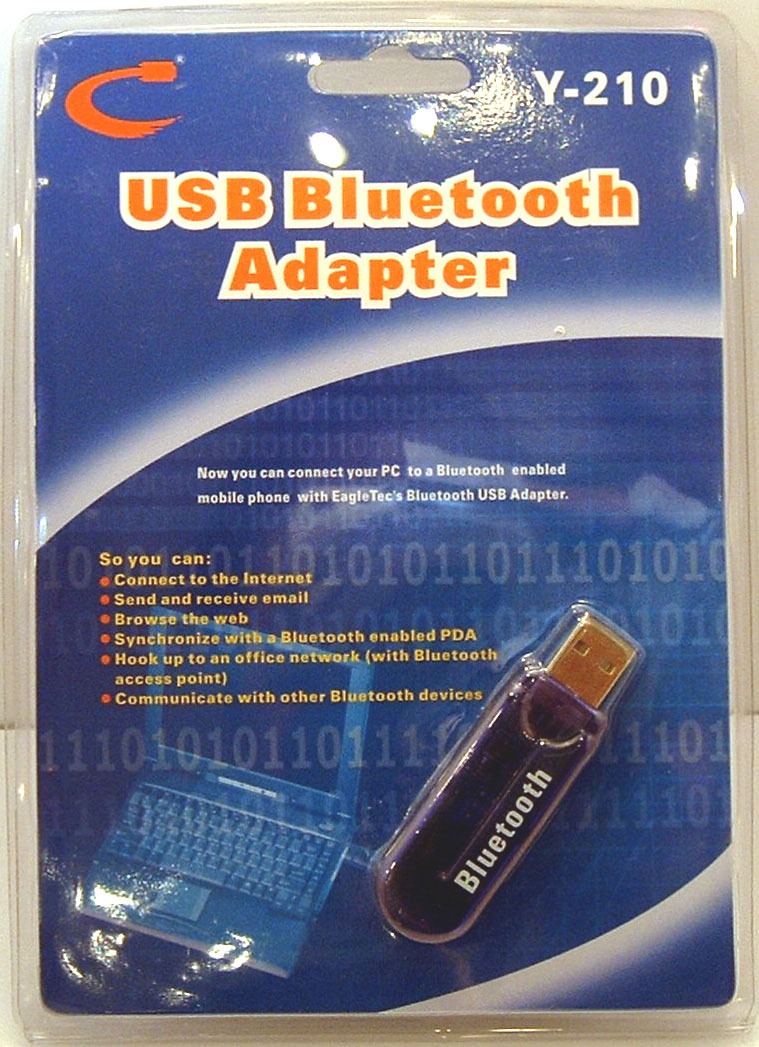 Y-210
USB Bluetooth
Adapter
Now you can connect your PC to a Bluetooth enabled
mobile phone with EagleTec's Bluetooth USB Adapter.
So you can:
Connect to the Internet
Send and receive email
Browse the web
Synchronize with a Bluetooth enabled PDA
Hook up to an office network (with Bluetooth
access point)
Communicate with other Bluetooth devices
Bluetooth